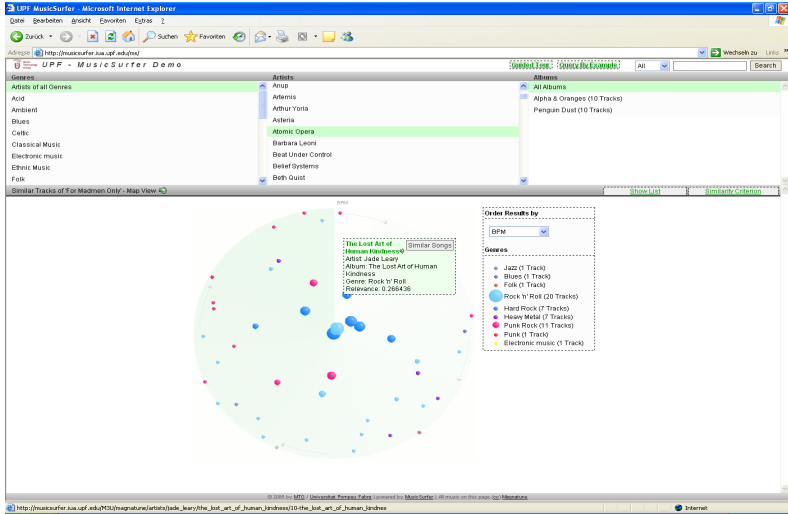 UPF MusicSurfer - Microsoft Internet Explorer
Datei Bearbeiten Ansicht Favoriten Extras ?
Zurück Suchen Favoriten
Adresse http://musicsurfer.iua.upf.edu/ms/ Wechseln zu Links »
UPF - MusicSurfer Demo Guided Tour Query By Example All Search
Genres Artists Albums
Artists of all Genres Anup All Albums
Acid Artemis Alpha & Oranges (10 Tracks)
Ambient Arthur Yoria Penguin Dust (10 Tracks)
Blues Asteria
Celtic Atomic Opera
Classical Music Barbara Leoni
Electronic music Beat Under Control
Ethnic Music Belief Systems
Folk Beth Quist
Similar Tracks of 'For Madmen Only' - Map View Show List Similarity Criterion
BPM
The Lost Art of Human Kindness
Similar Songs
Artist: Jade Leary
Album: The Lost Art of Human
Kindness
Genre: Rock 'n' Roll
Relevance: 0.266436
Order Results by
BPM
Genres
Jazz (1 Track)
Blues (1 Track)
Folk (1 Track)
Rock 'n' Roll (20 Tracks)
Hard Rock (7 Tracks)
Heavy Metal (7 Tracks)
Punk Rock (11 Tracks)
Punk (1 Track)
Electronic music (1 Track)
© 2005 by MTG / Universitat Pompeu Fabra | powered by MusicSurfer | All music on this page (cc) Magnatune
http://musicsurfer.iua.upf.edu/M3U/magnatune/artists/jade_leary/the_lost_art_of_human_kindness/10-the_lost_art_of_human_kindnes Internet